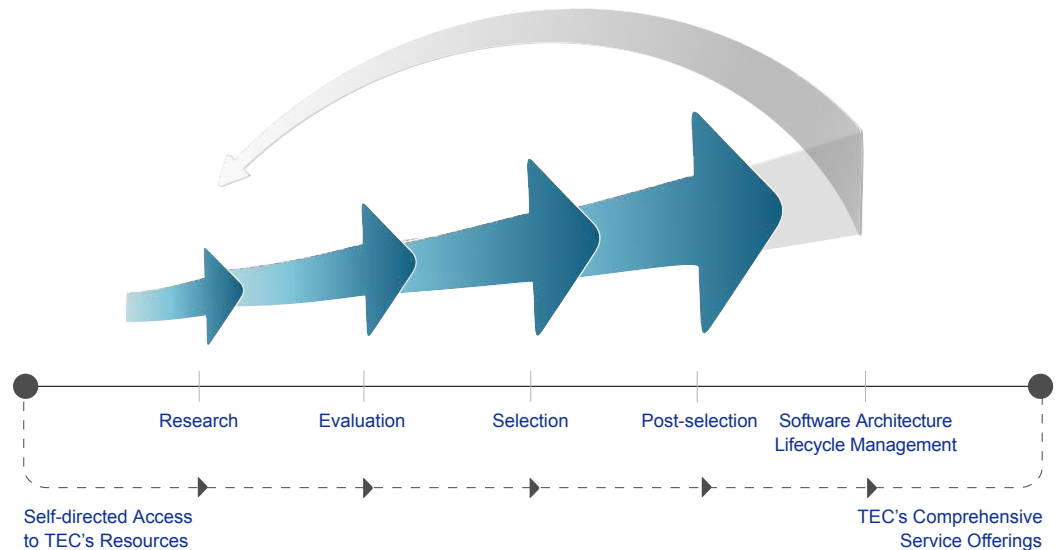 Research
Evaluation
Selection
Post-selection
Software Architecture
Lifecycle Management
Self-directed Access
to TEC's Resources
TEC's Comprehensive
Service Offerings